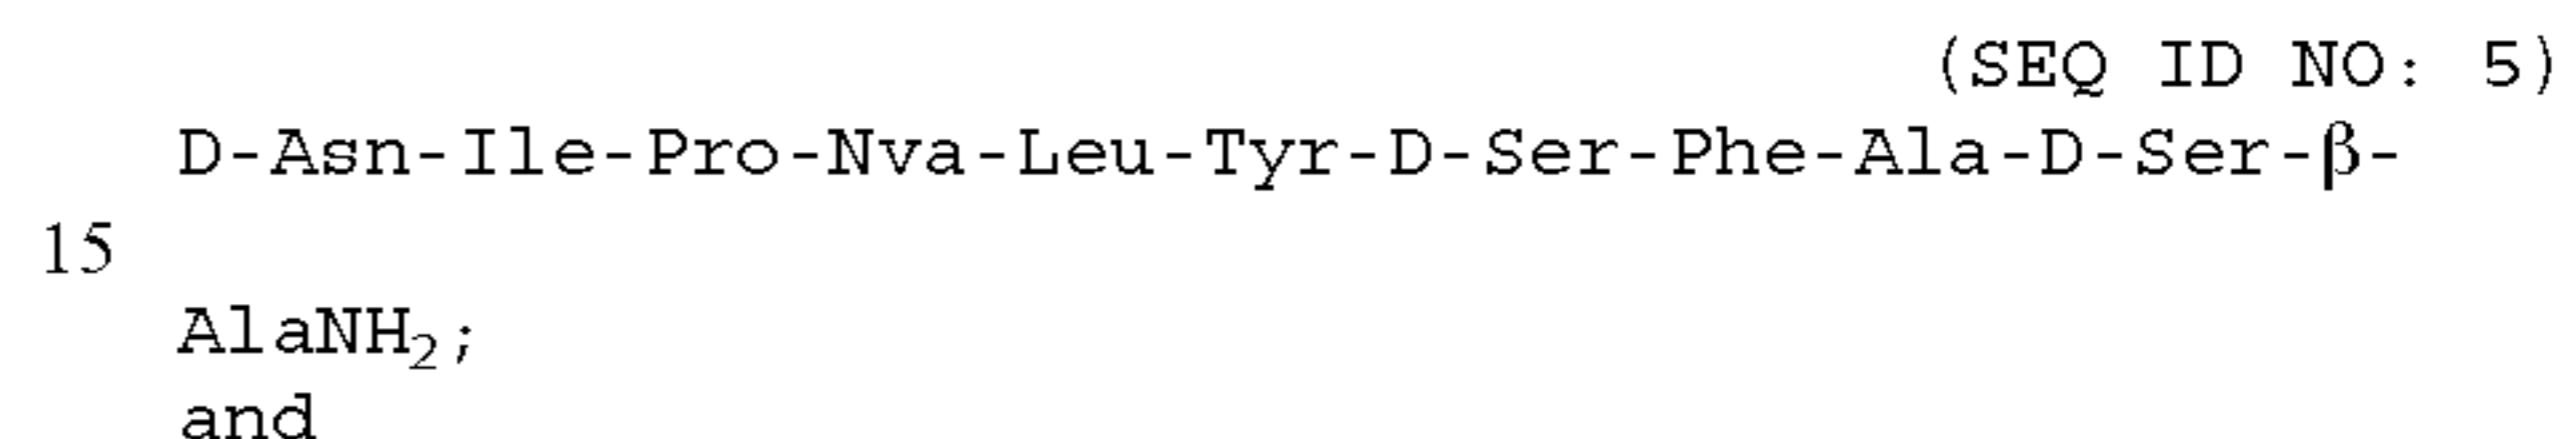 (SEQ ID NO: 5)
D-Asn-Ile-Pro-Nva-Leu-Tyr-D-Ser-Phe-Ala-D-Ser-β-
15
AlaNH₂;
and